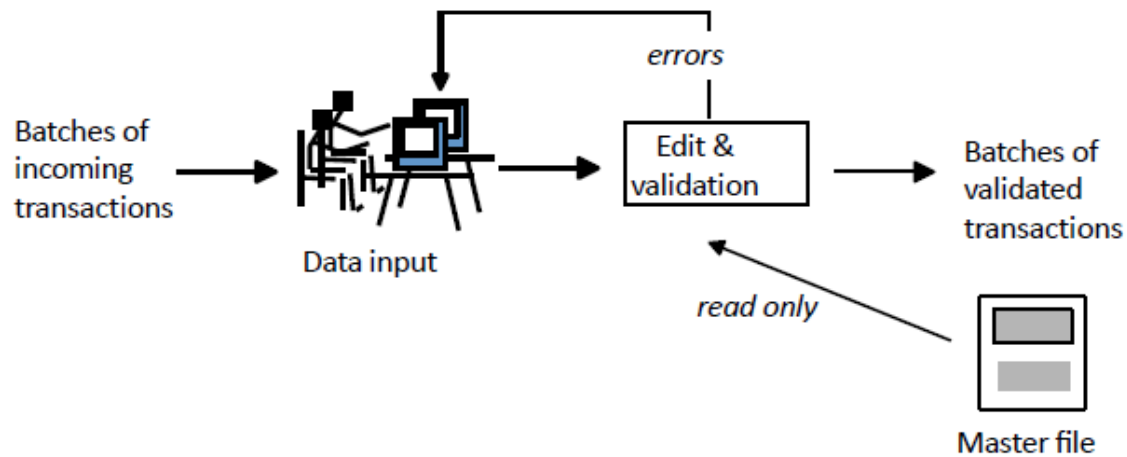 errors
Batches of
incoming
transactions
Edit &
validation
Batches of
validated
transactions
Data input
read only
Master file